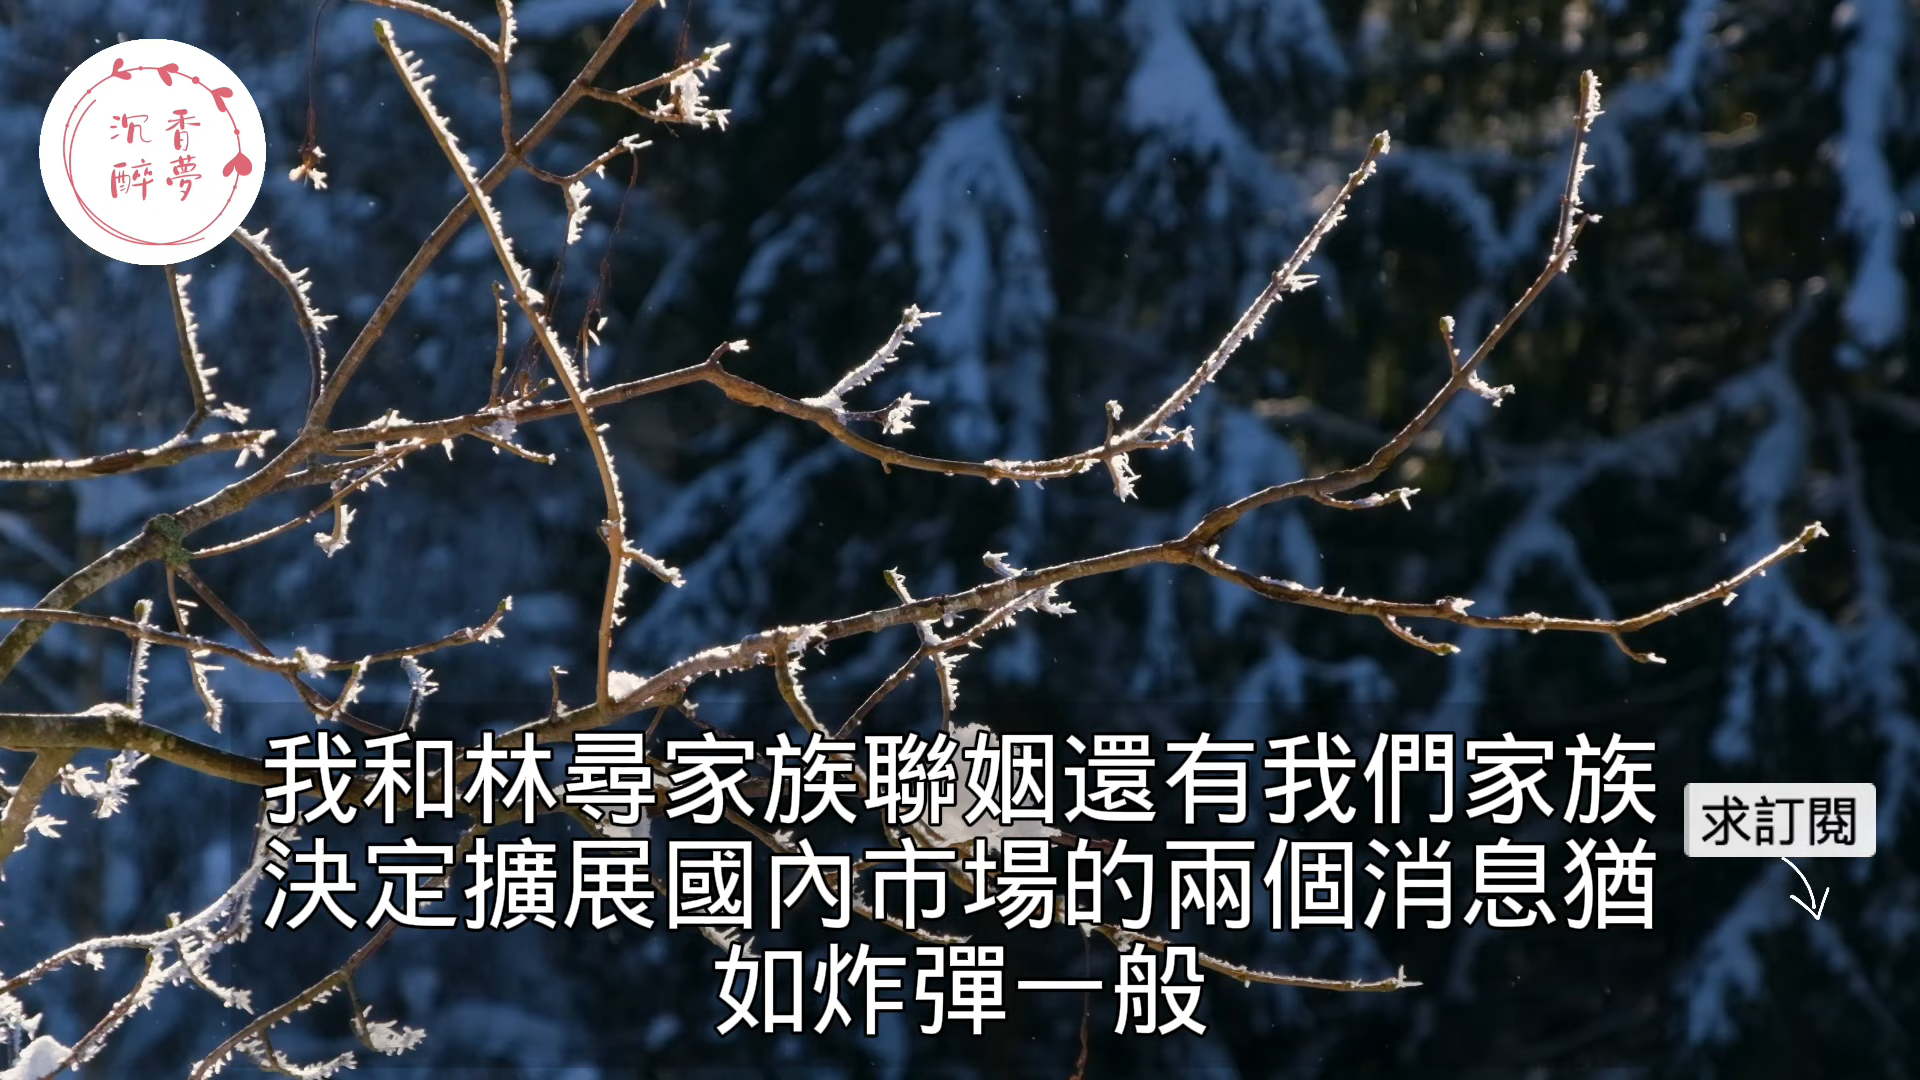 沉香
醉夢
我和林尋家族聯姻還有我們家族
決定擴展國內市場的兩個消息猶
如炸彈一般
求訂閱